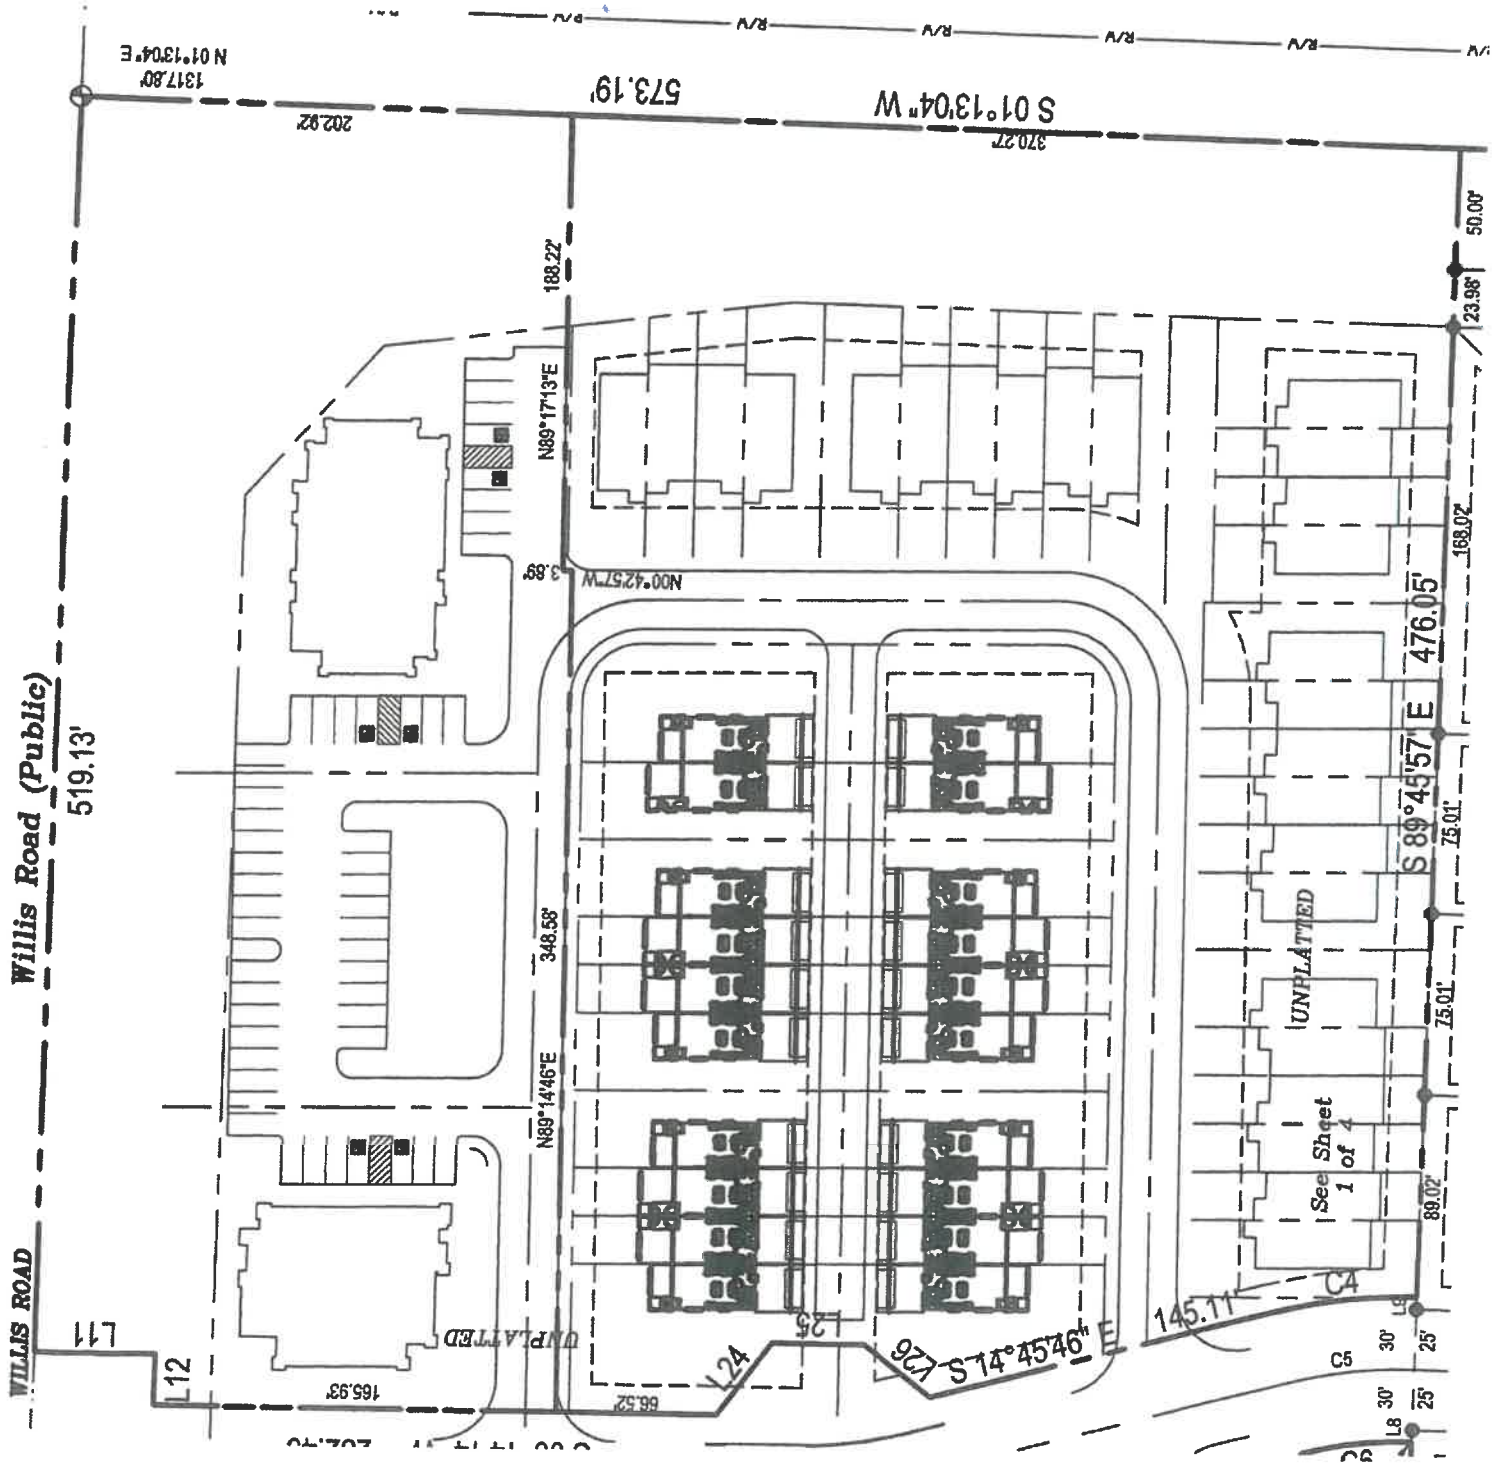 R/W
R/W
R/W
R/W
R/W
N 01°13'04" E
1317.80'
202.92'
573.19'
S 01°13'04" W
370.27'
50.00'
23.98'
188.22'
N89°17'13"E
3.89'
N00°42'57"W
Willis Road (Public)
519.13'
168.02'
S 89°45'57" E 476.05'
75.01'
75.01'
348.58'
N89°14'46"E
UNPLATTED
See Sheet
1 of 4
89.02'
WILLIS ROAD
L11
L12
165.93'
UNPLATTED
66.52'
L24
L25
L26
S 14°45'46" E
145.11'
C4
L9
30'
25'
C5
30'
25'
L8